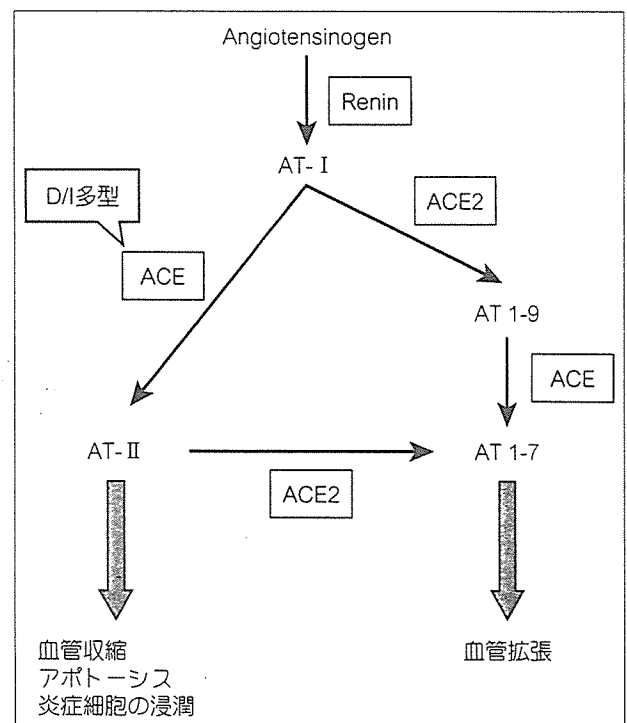 Angiotensinogen
Renin
AT-Ⅰ
D/I多型
ACE2
ACE
AT 1-9
ACE
AT-Ⅱ
AT 1-7
ACE2
血管収縮
アポトーシス
炎症細胞の浸潤
血管拡張